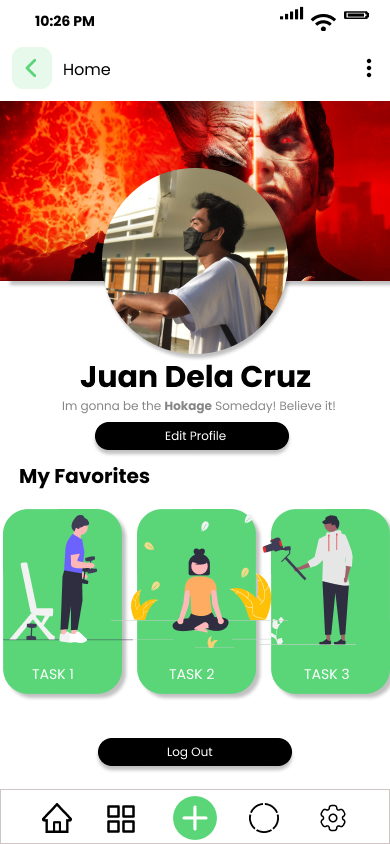 10:26 PM
Home
Juan Dela Cruz
Im gonna be the Hokage Someday! Believe it!
Edit Profile
My Favorites
TASK 1
TASK 2
TASK 3
Log Out